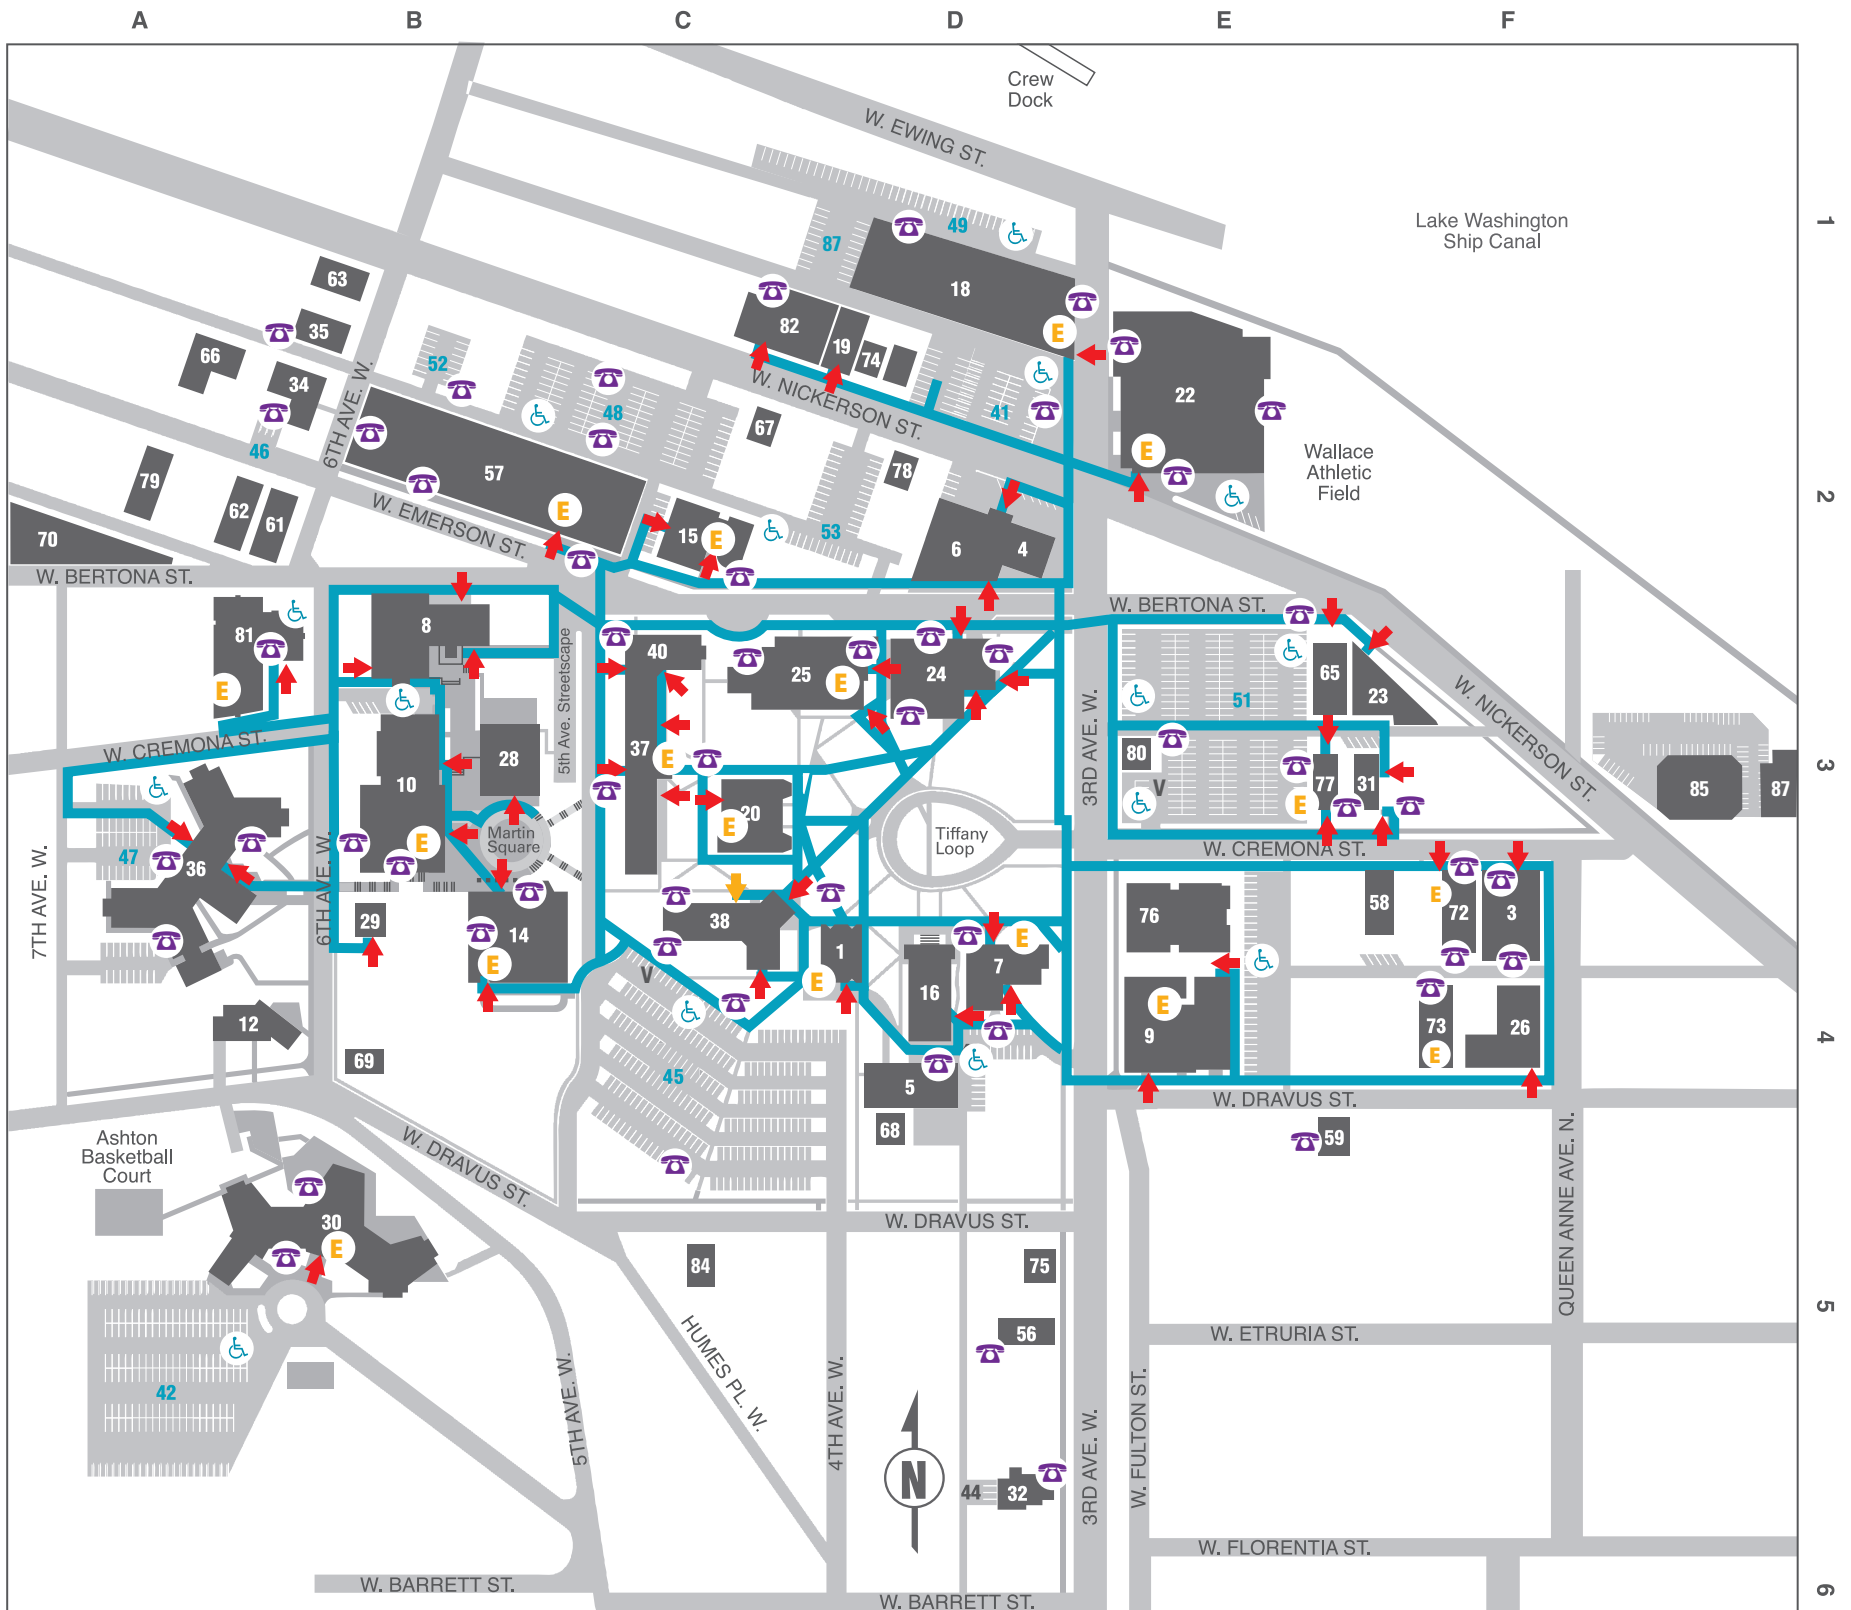 A
B
C
D
E
F
Crew
Dock
W. EWING ST.
1
Lake Washington
Ship Canal
49
87
18
63
82
E
35
19
74
66
52
34
22
6TH AVE. W.
W. NICKERSON ST.
48
41
67
46
E
Wallace
Athletic
Field
57
78
79
2
62
61
W. EMERSON ST.
E
53
15
E
70
6
4
W. BERTONA ST.
W. BERTONA ST.
81
8
5th Ave. Streetscape
40
25
24
65
E
E
23
51
3RD AVE. W.
W. NICKERSON ST.
W. CREMONA ST.
28
37
E
80
3
10
77
31
85
87
V
20
E
E
Martin
Square
Tiffany
Loop
E
47
36
W. CREMONA ST.
7TH AVE. W.
6TH AVE. W.
29
38
76
58
E
72
3
14
E
1
E
7
E
V
16
E
9
12
73
26
4
E
69
45
5
W. DRAVUS ST.
68
59
Ashton
Basketball
Court
W. DRAVUS ST.
QUEEN ANNE AVE. N.
30
E
W. DRAVUS ST.
84
75
5
56
W. ETRURIA ST.
HUMES PL. W.
42
5TH AVE. W.
4TH AVE. W.
3RD AVE. W.
W. FULTON ST.
N
44
32
W. FLORENTIA ST.
W. BARRETT ST.
W. BARRETT ST.
6